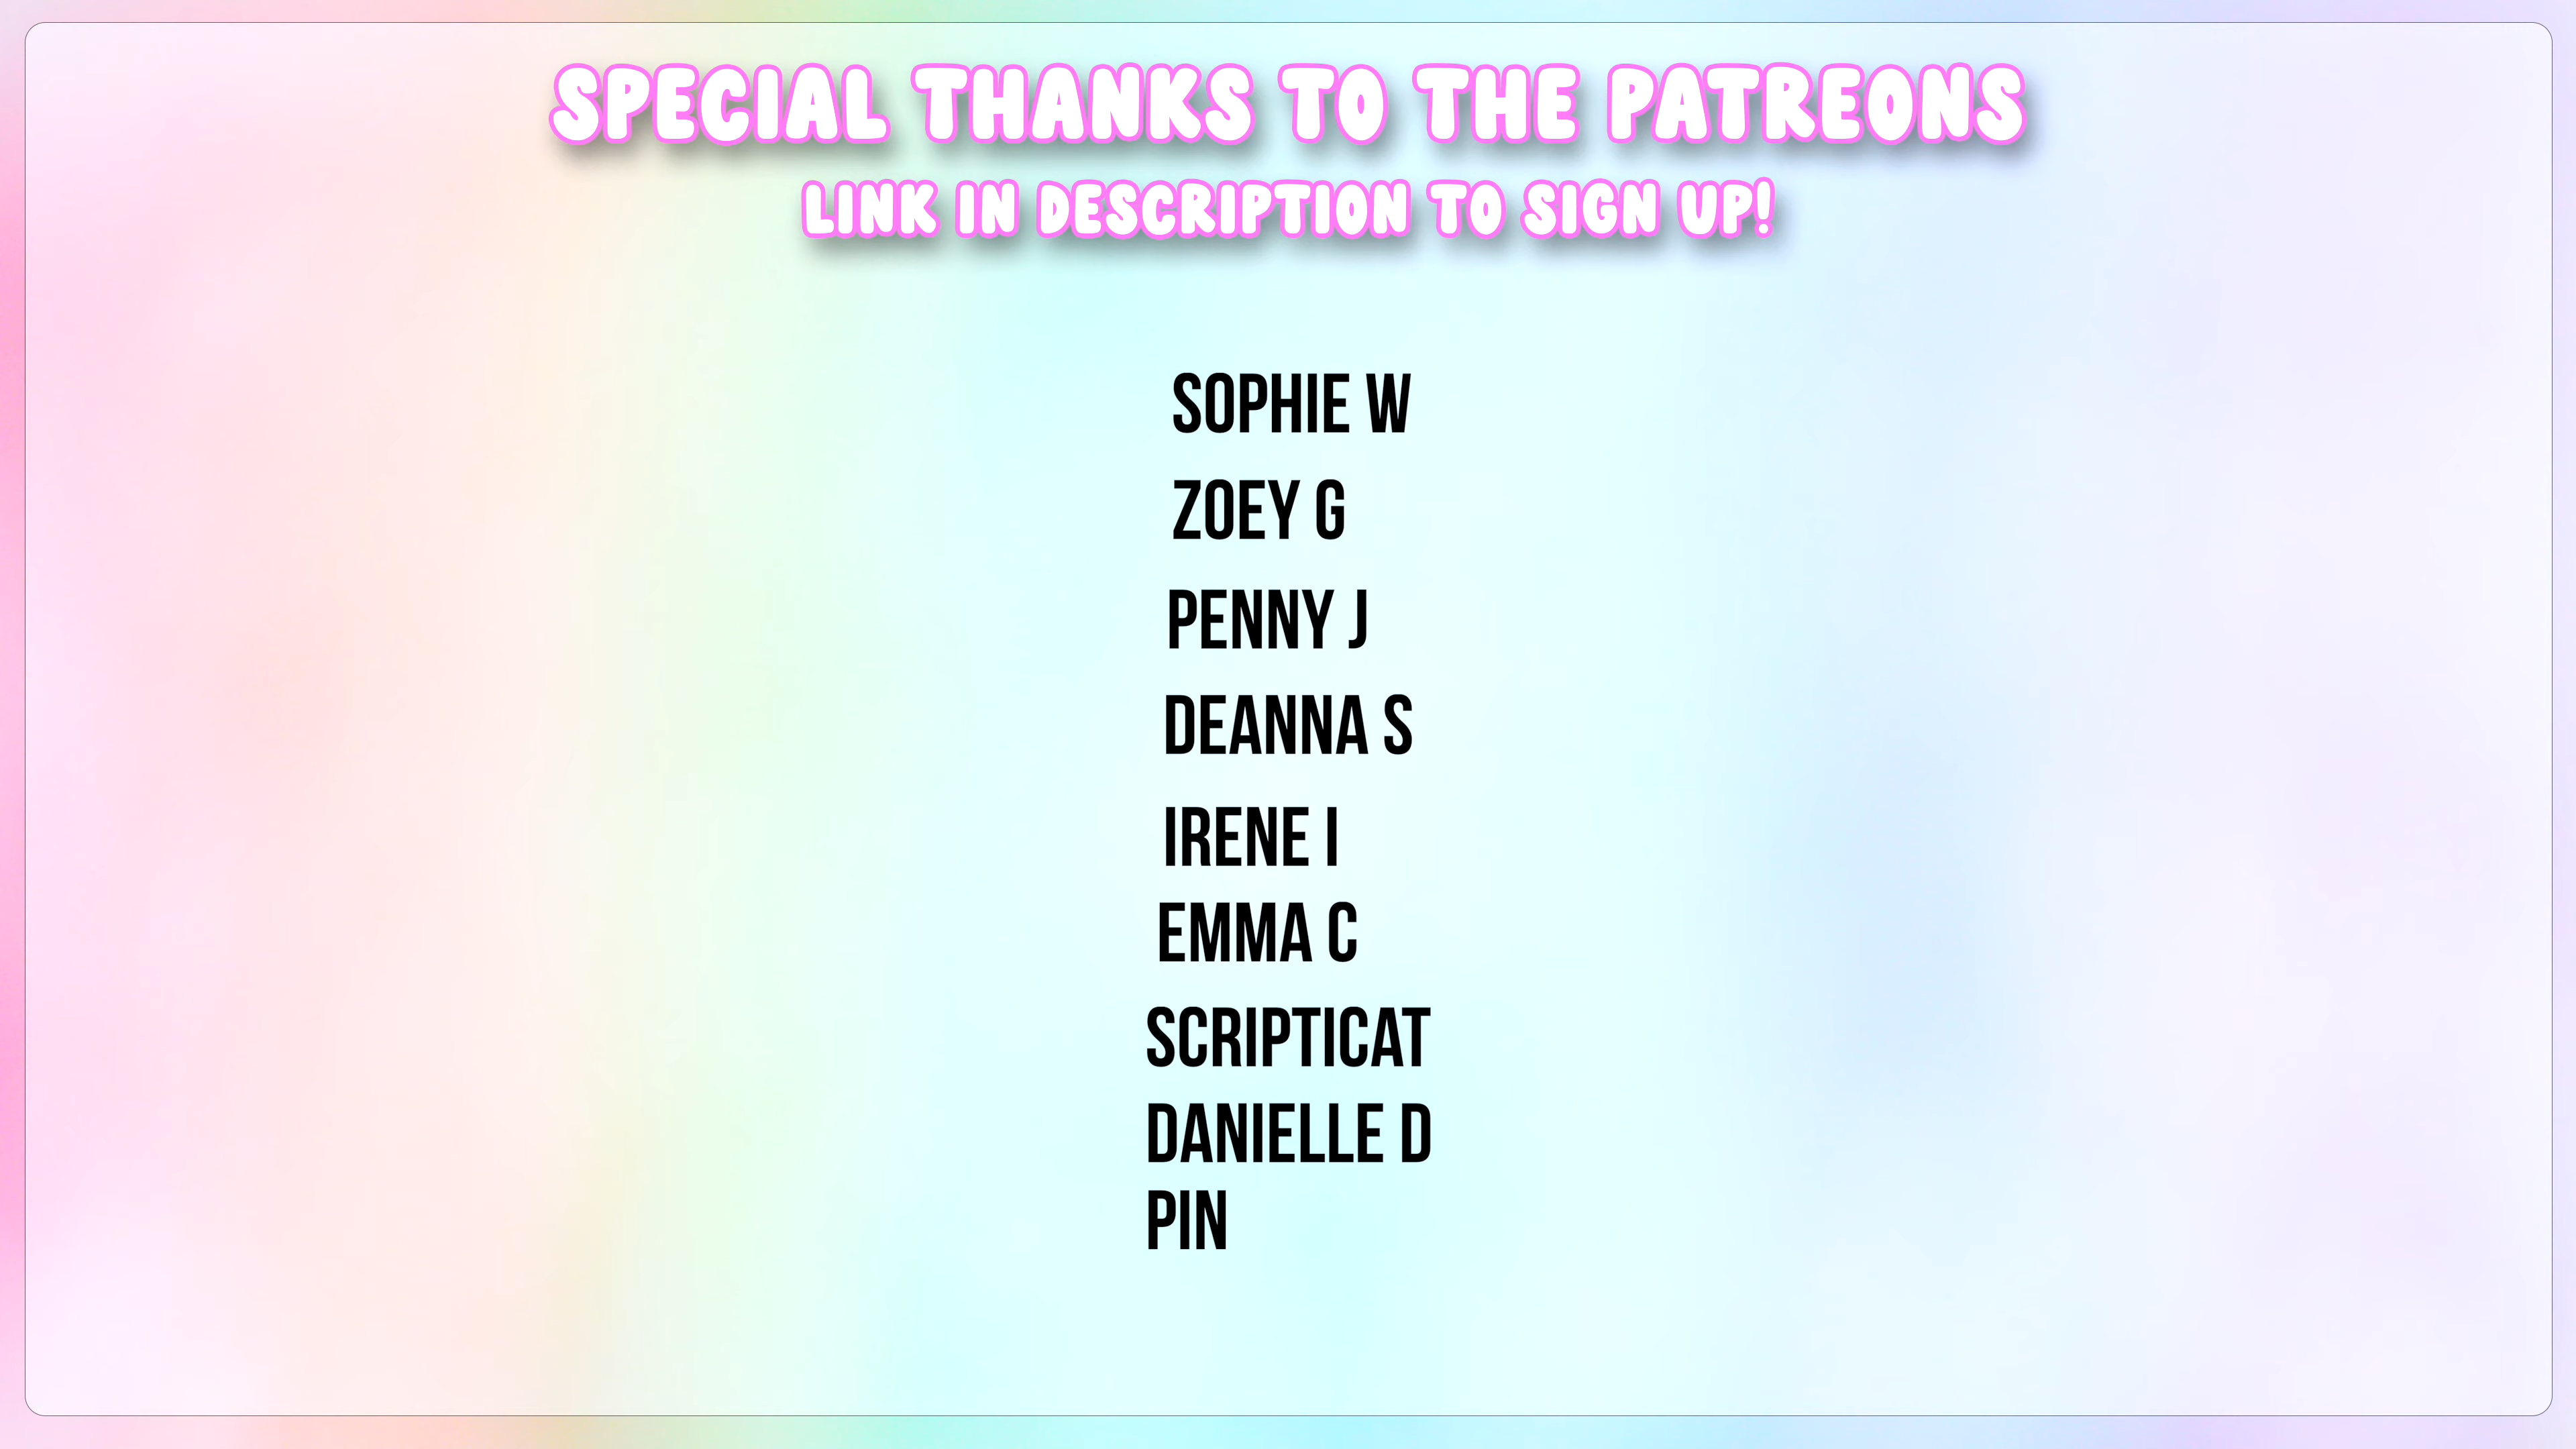 SPECIAL THANKS TO THE PATREONS
LINK IN DESCRIPTION TO SIGN UP!
SOPHIE W
ZOEY G
PENNY J
DEANNA S
IRENE I
EMMA C
SCRIPTICAT
DANIELLE D
PIN